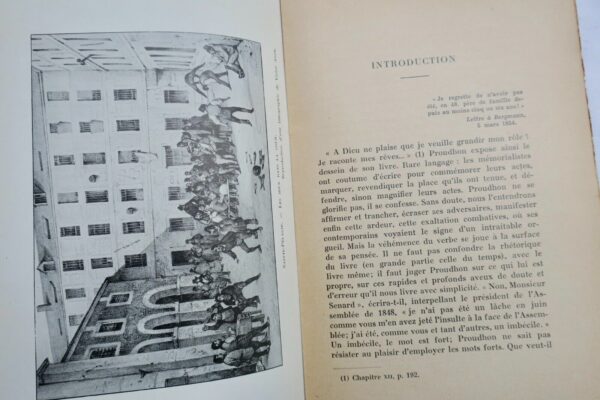 INTRODUCTION
« Je regrette de n'avoir pas
été, en 48, père de famille de-
puis au moins cinq ou six ans! »
Lettre à Bergmann,
5 mars 1854.
« A Dieu ne plaise que je veuille grandir mon rôle !
Je raconte mes rêves... » (1) Proudhon expose ainsi le
dessein de son livre. Rare langage : les mémorialistes
ont coutume d'écrire pour commémorer leurs actes,
marquer, revendiquer la place qu'ils ont tenue, et dé-
fendre, sinon magnifier leurs actes. Proudhon ne se
glorifie pas, il se confesse. Sans doute, nous l'entendrons
affirmer et trancher, écraser ses adversaires, manifester
enfin cette ardeur, cette exaltation combatives, où ses
contemporains voyaient le signe d'un intraitable or-
gueil. Mais la véhémence du verbe se joue à la surface
de sa pensée. Il ne faut pas confondre la rhétorique
du livre (en grande partie celle du temps), avec le
livre même ; il faut juger Proudhon sur ce qui lui est
propre, sur ces rapides et profonds aveux de doute et
d'erreur qu'il nous livre avec simplicité. « Non, Monsieur
Senard », écrira-t-il, interpellant le président de l'As-
semblée de 1848, « je n'ai pas été un lâche en juin
comme vous m'en avez jeté l'insulte à la face de l'Assem-
blée; j'ai été, comme vous et tant d'autres, un imbécile. »
Un imbécile, le mot est fort; Proudhon ne sait pas
résister au plaisir d'employer les mots forts. Que veut-il
(1) Chapitre XII, p. 192.